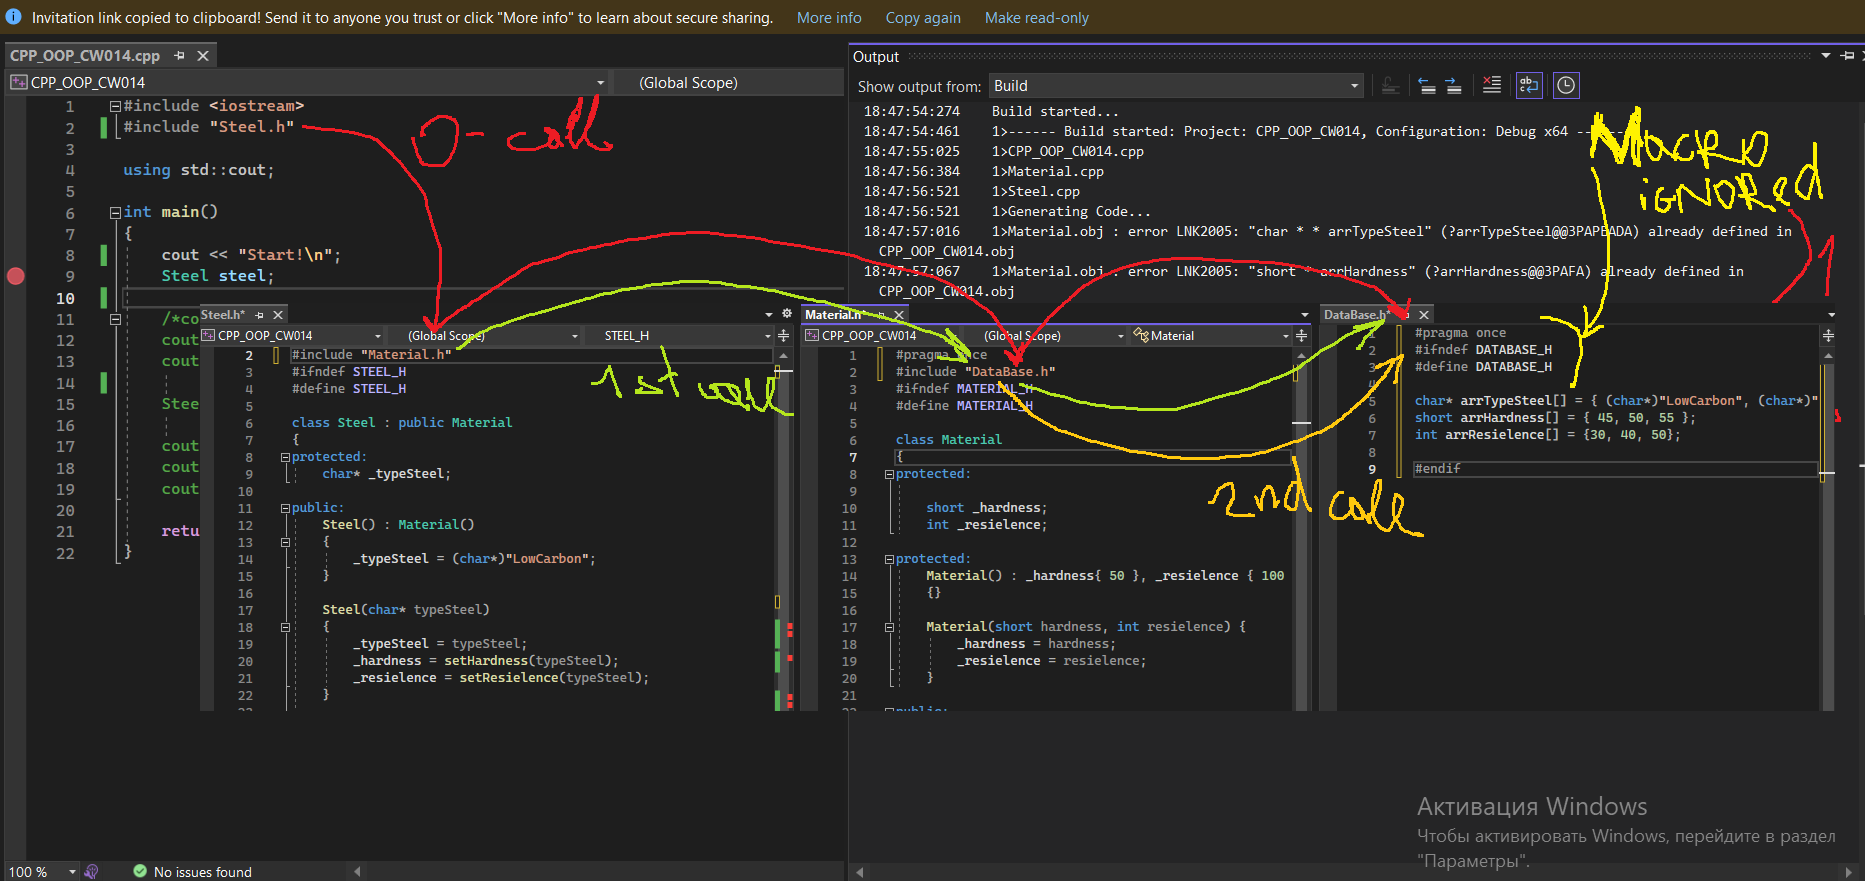 Invitation link copied to clipboard! Send it to anyone you trust or click "More info" to learn about secure sharing. More info Copy again Make read-only
CPP_OOP_CW014.cpp
CPP_OOP_CW014 (Global Scope)
1 #include <iostream>
2 #include "Steel.h"
3
4 using std::cout;
5
6 int main()
7 {
8 cout << "Start!\n";
9 Steel steel;
10
11 /*co
12 cout
13 cout
14
15 Stee
16
17 cout
18 cout
19 cout
20
21 retu
22 }
0 - call
Output
Show output from: Build
18:47:54:274 Build started...
18:47:54:461 1>------ Build started: Project: CPP_OOP_CW014, Configuration: Debug x64 --
18:47:55:025 1>CPP_OOP_CW014.cpp
18:47:56:384 1>Material.cpp
18:47:56:521 1>Steel.cpp
18:47:56:521 1>Generating Code...
18:47:57:016 1>Material.obj : error LNK2005: "char * * arrTypeSteel" (?arrTypeSteel@@3PAPEADA) already defined in
CPP_OOP_CW014.obj
18:47:57:067 1>Material.obj : error LNK2005: "short * arrHardness" (?arrHardness@@3PAFA) already defined in
CPP_OOP_CW014.obj
Macro
ignored
Steel.h*
CPP_OOP_CW014 (Global Scope) STEEL_H
2 #include "Material.h"
3 #ifndef STEEL_H
4 #define STEEL_H
5
6 class Steel : public Material
7 {
8 protected:
9 char* _typeSteel;
10
11 public:
12 Steel() : Material()
13 {
14 _typeSteel = (char*)"LowCarbon";
15 }
16
17 Steel(char* typeSteel)
18 {
19 _typeSteel = typeSteel;
20 _hardness = setHardness(typeSteel);
21 _resielence = setResielence(typeSteel);
22 }
1st call
Material.h*
CPP_OOP_CW014 (Global Scope) Material
1 #pragma once
2 #include "DataBase.h"
3 #ifndef MATERIAL_H
4 #define MATERIAL_H
5
6 class Material
7 {
8 protected:
9
10 short _hardness;
11 int _resielence;
12
13 protected:
14 Material() : _hardness{ 50 }, _resielence { 100
15 {}
16
17 Material(short hardness, int resielence) {
18 _hardness = hardness;
19 _resielence = resielence;
20 }
21
public:
2nd call
DataBase.h*
#pragma once
2 #ifndef DATABASE_H
3 #define DATABASE_H
4
5 char* arrTypeSteel[] = { (char*)"LowCarbon", (char*)"
6 short arrHardness[] = { 45, 50, 55 };
7 int arrResielence[] = {30, 40, 50};
8
9 #endif
Активация Windows
Чтобы активировать Windows, перейдите в раздел
"Параметры".
100 % No issues found